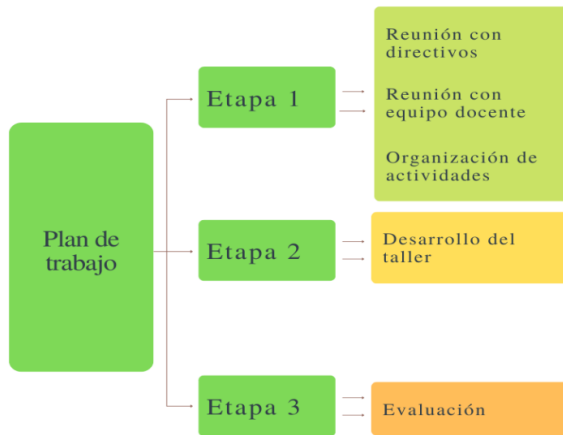 Plan de
trabajo
Etapa 1
Reunión con
directivos
Reunión con
equipo docente
Organización de
actividades
Etapa 2
Desarrollo del
taller
Etapa 3
Evaluación